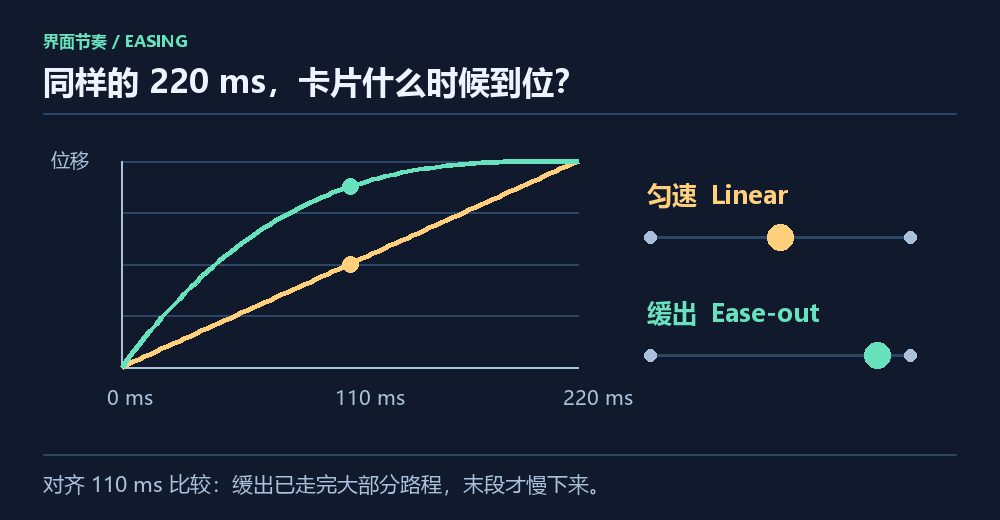 界面节奏 / EASING
同样的 220 ms，卡片什么时候到位？
位移
匀速 Linear
缓出 Ease-out
0 ms
110 ms
220 ms
对齐 110 ms 比较：缓出已走完大部分路程，末段才慢下来。